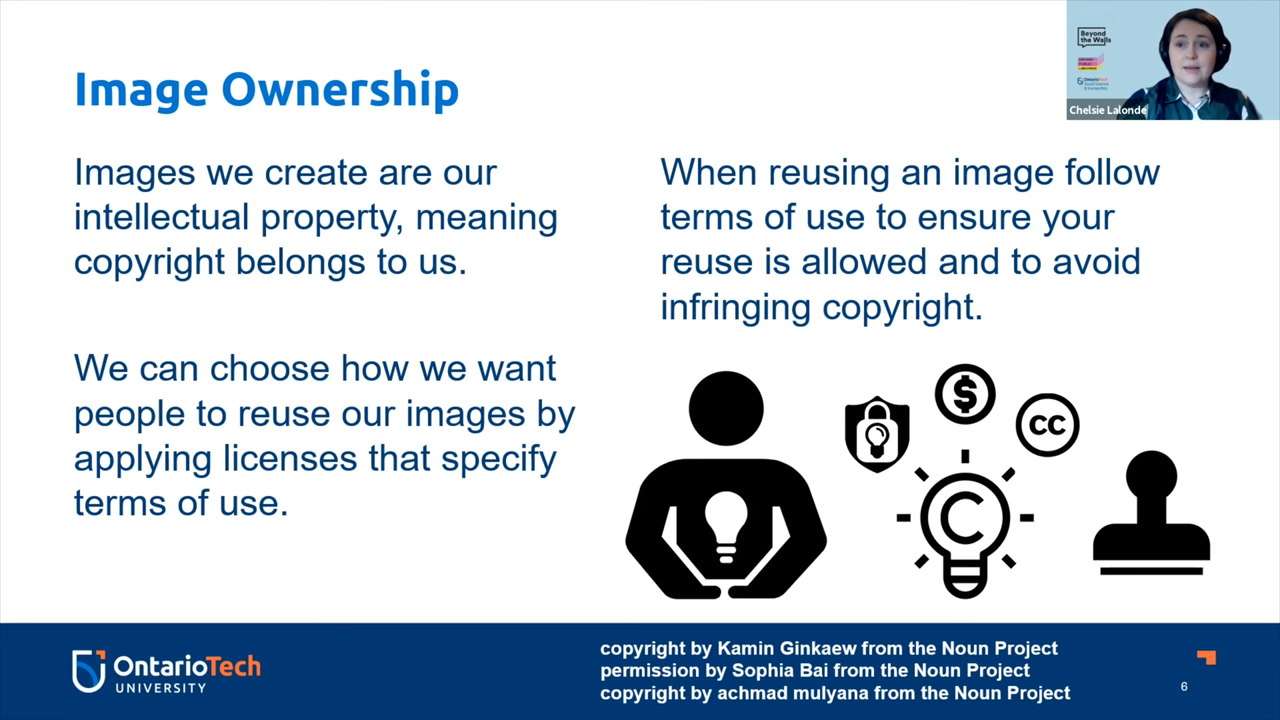 Image Ownership
Images we create are our
intellectual property, meaning
copyright belongs to us.
We can choose how we want
people to reuse our images by
applying licenses that specify
terms of use.
When reusing an image follow
terms of use to ensure your
reuse is allowed and to avoid
infringing copyright.
$
CC
C
Beyond
the Walls
OntarioTech
Chelsie Lalonde
OntarioTech
UNIVERSITY
copyright by Kamin Ginkaew from the Noun Project
permission by Sophia Bai from the Noun Project
copyright by achmad mulyana from the Noun Project
6